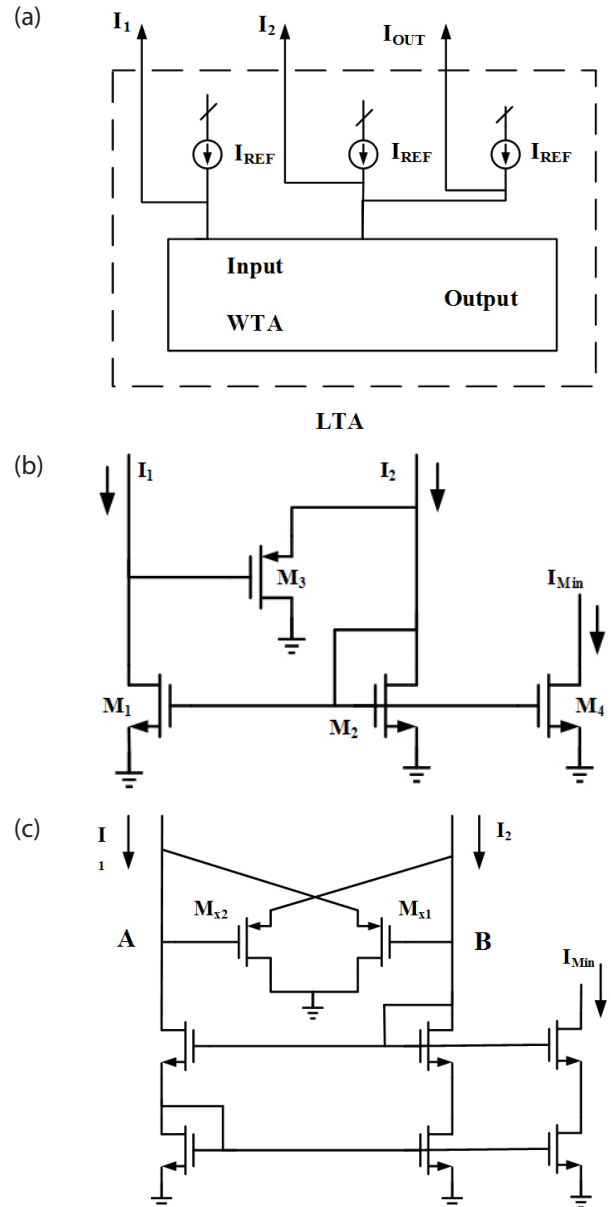 (a)
I1 I2 IOUT
IREF IREF IREF
Input
Output
WTA
LTA
(b)
I1 I2
M3
IMin
M1 M2 M4
(c)
I
1
I2
Mx2 Mx1
A B
IMin